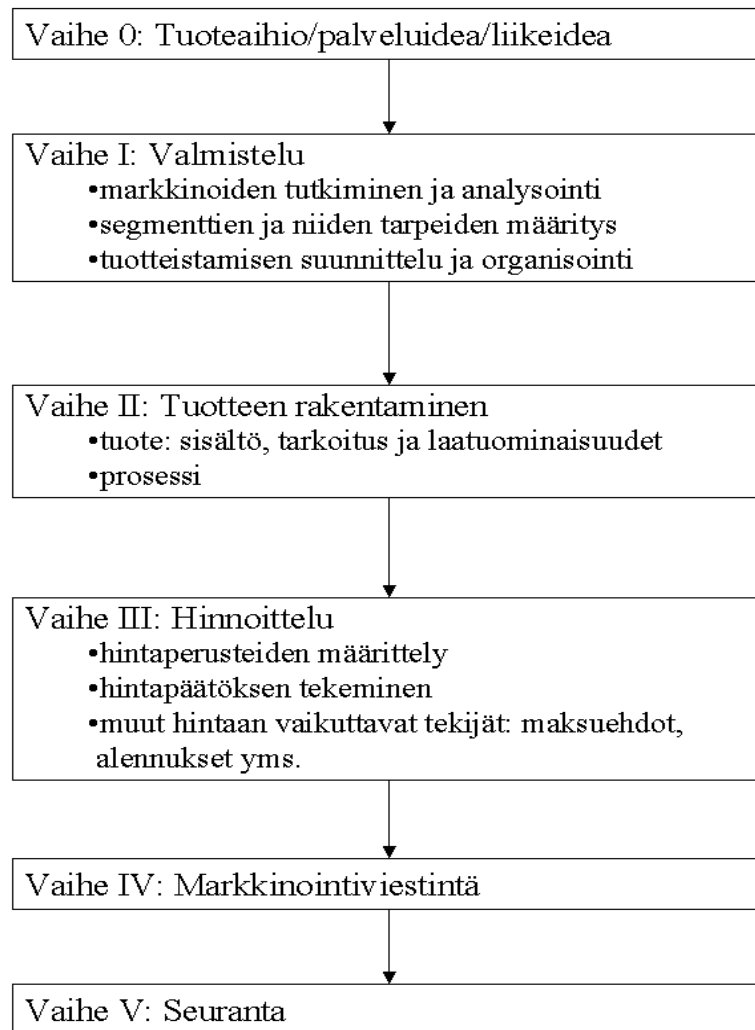 Vaihe 0: Tuoteaihio/palveluidea/liikeidea
Vaihe I: Valmistelu
•markkinoiden tutkiminen ja analysointi
•segmenttien ja niiden tarpeiden määritys
•tuotteistamisen suunnittelu ja organisointi
Vaihe II: Tuotteen rakentaminen
•tuote: sisältö, tarkoitus ja laatuominaisuudet
•prosessi
Vaihe III: Hinnoittelu
•hintaperusteiden määrittely
•hintapäätöksen tekeminen
•muut hintaan vaikuttavat tekijät: maksuehdot,
alennukset yms.
Vaihe IV: Markkinointiviestintä
Vaihe V: Seuranta